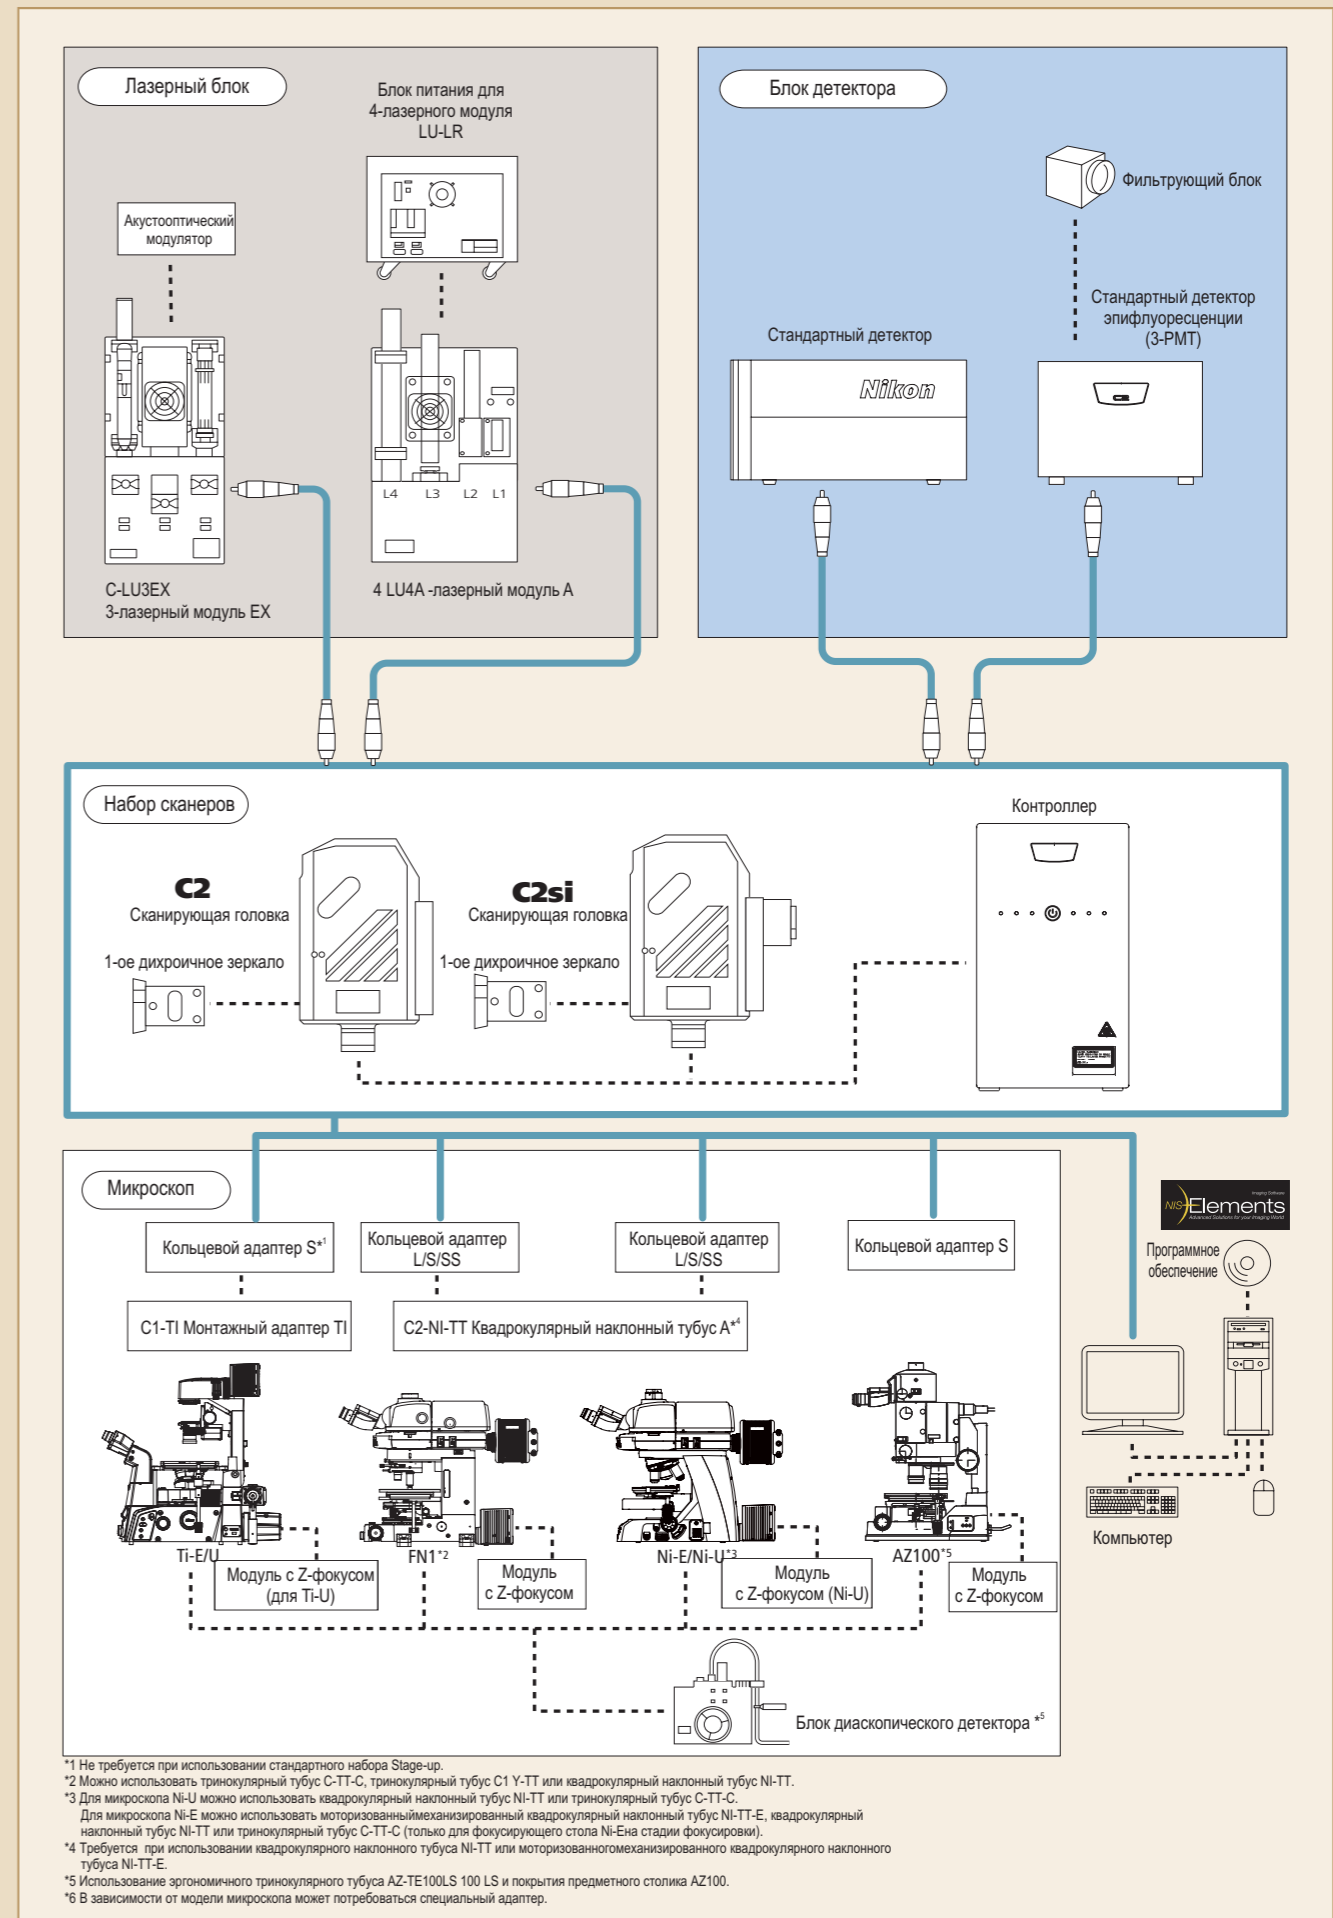 Лазерный блок
Блок питания для
4-лазерного модуля
LU-LR
Акустооптический
модулятор
L4 L3 L2 L1
C-LU3EX
3-лазерный модуль EX
4 LU4A -лазерный модуль A
Блок детектора
Фильтрующий блок
Стандартный детектор
эпифлуоресценции
(3-PMT)
Стандартный детектор
Nikon
C2
Набор сканеров
Контроллер
C2
Сканирующая головка
1-ое дихроичное зеркало
C2si
Сканирующая головка
1-ое дихроичное зеркало
Микроскоп
Кольцевой адаптер S*1
Кольцевой адаптер
L/S/SS
Кольцевой адаптер
L/S/SS
Кольцевой адаптер S
C1-TI Монтажный адаптер TI
C2-NI-TT Квадрокулярный наклонный тубус A*4
Imaging Software
NIS-Elements
Advanced Solutions for your Imaging World
Программное
обеспечение
Компьютер
Ti-E/U
FN1*2
Ni-E/Ni-U*3
AZ100*5
Модуль с Z-фокусом
(для Ti-U)
Модуль
с Z-фокусом
Модуль
с Z-фокусом (Ni-U)
Модуль
с Z-фокусом
Блок диаскопического детектора *5
*1 Не требуется при использовании стандартного набора Stage-up.
*2 Можно использовать тринокулярный тубус C-TT-C, тринокулярный тубус C1 Y-TT или квадрокулярный наклонный тубус NI-TT.
*3 Для микроскопа Ni-U можно использовать квадрокулярный наклонный тубус NI-TT или тринокулярный тубус C-TT-C.
Для микроскопа Ni-E можно использовать моторизованныймеханизированный квадрокулярный наклонный тубус NI-TT-E, квадрокулярный
наклонный тубус NI-TT или тринокулярный тубус C-TT-C (только для фокусирующего стола Ni-Ена стадии фокусировки).
*4 Требуется при использовании квадрокулярного наклонного тубуса NI-TT или моторизованногомеханизированного квадрокулярного наклонного
тубуса NI-TT-E.
*5 Использование эргономичного тринокулярного тубуса AZ-TE100LS 100 LS и покрытия предметного столика AZ100.
*6 В зависимости от модели микроскопа может потребоваться специальный адаптер.